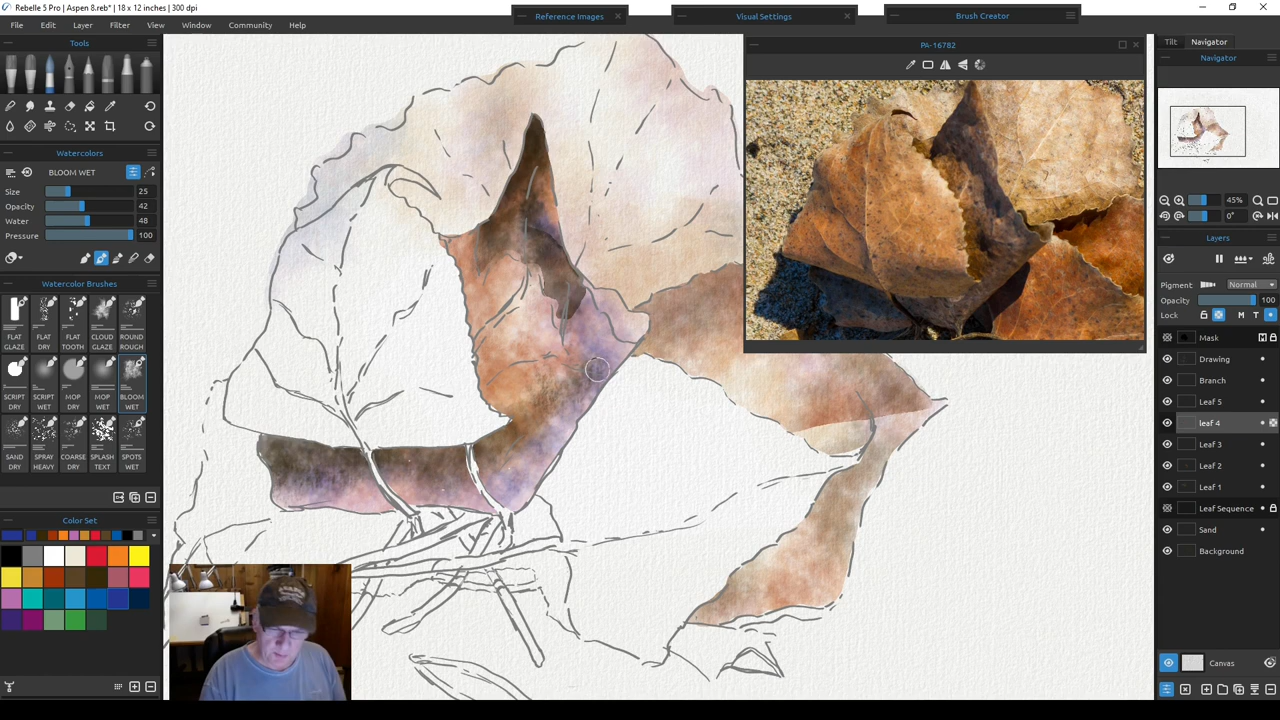 Rebelle 5 Pro | Aspen 8.reb* | 18 x 12 inches | 300 dpi
Reference Images
Visual Settings
Brush Creator
File Edit Layer Filter View Window Community Help
Tools
Watercolors
BLOOM WET
Size 25
Opacity 42
Water 48
Pressure 100
Watercolor Brushes
FLAT GLAZE
FLAT DRY
FLAT TOOTH
CLOUD GLAZE
ROUND ROUGH
SCRIPT DRY
SCRIPT WET
MOP DRY
MOP WET
BLOOM WET
SAND DRY
SPRAY HEAVY
COARSE DRY
SPLASH TEXT
SPOTS WET
Color Set
PA-16782
Tilt Navigator
Navigator
45%
0°
Layers
Pigment Normal
Opacity 100
Lock M T
Mask
Drawing
Branch
Leaf 5
leaf 4
Leaf 3
Leaf 2
Leaf 1
Leaf Sequence
Sand
Background
Canvas